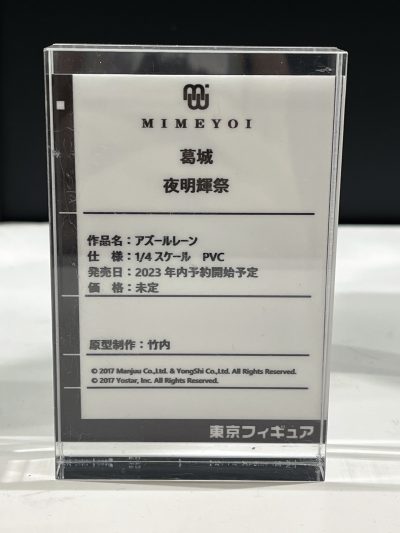 MIMEYOI
葛城
夜明輝祭
作品名：アズールレーン
仕　様：1/4 スケール　PVC
発売日：2023 年内予約開始予定
価　格：未定
原型制作：竹内
© 2017 Manjuu Co.,Ltd. & YongShi Co.,Ltd. All Rights Reserved.
© 2017 Yostar, Inc. All Rights Reserved.
東京フィギュア